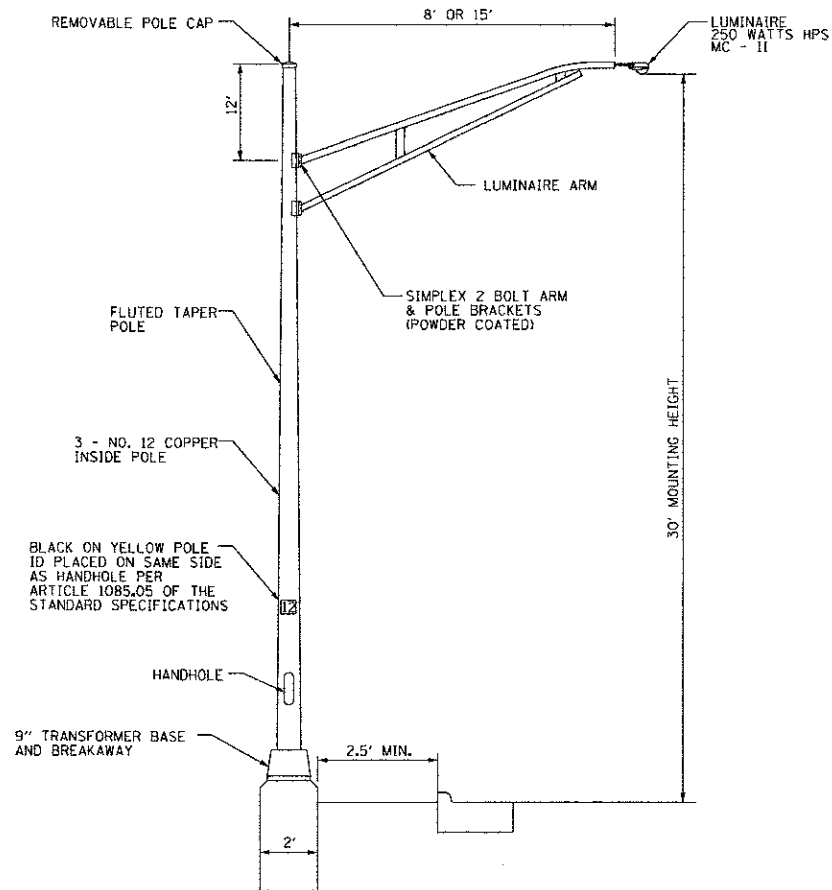 REMOVABLE POLE CAP
8' OR 15'
LUMINAIRE
250 WATTS HPS
MC - II
12'
LUMINAIRE ARM
SIMPLEX 2 BOLT ARM
& POLE BRACKETS
(POWDER COATED)
FLUTED TAPER
POLE
30' MOUNTING HEIGHT
3 - NO. 12 COPPER
INSIDE POLE
BLACK ON YELLOW POLE
ID PLACED ON SAME SIDE
AS HANDHOLE PER
ARTICLE 1085.05 OF THE
STANDARD SPECIFICATIONS
12
HANDHOLE
9" TRANSFORMER BASE
AND BREAKAWAY
2.5' MIN.
2'